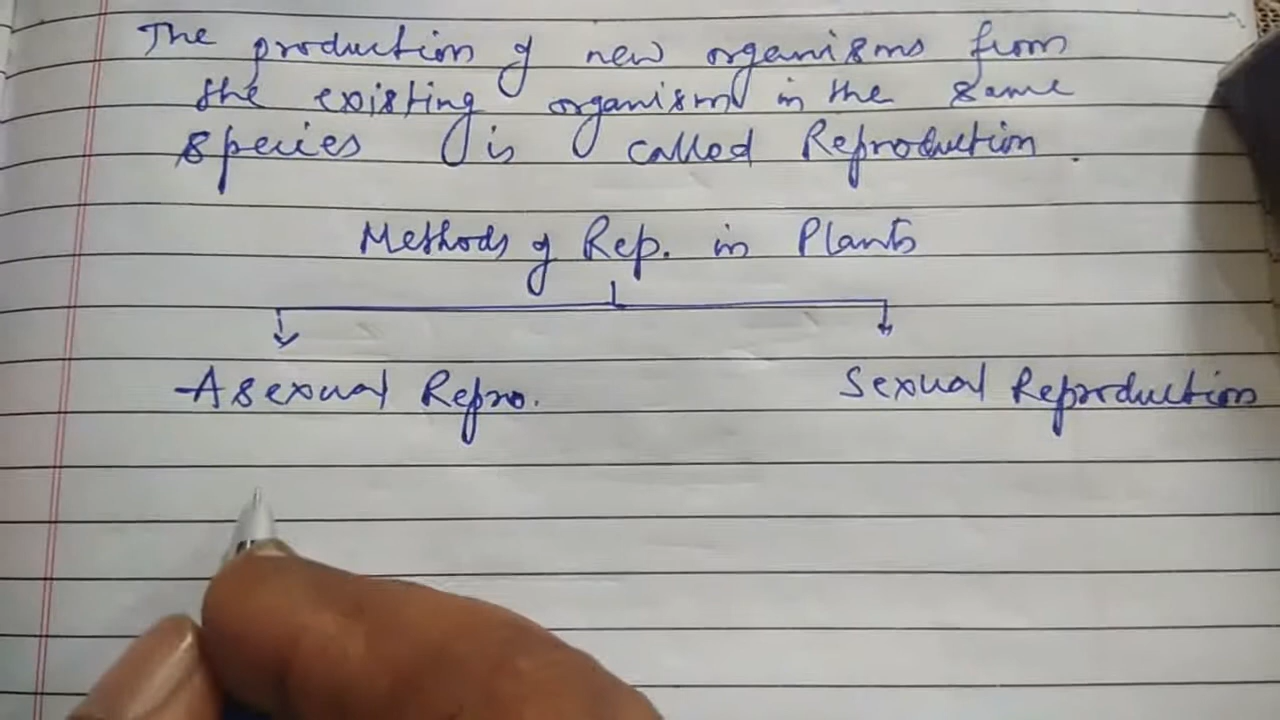 The production of new organisms from
the existing organism in the same
species is called Reproduction.
Methods of Rep. in Plants
Asexual Repro.
Sexual Reproduction